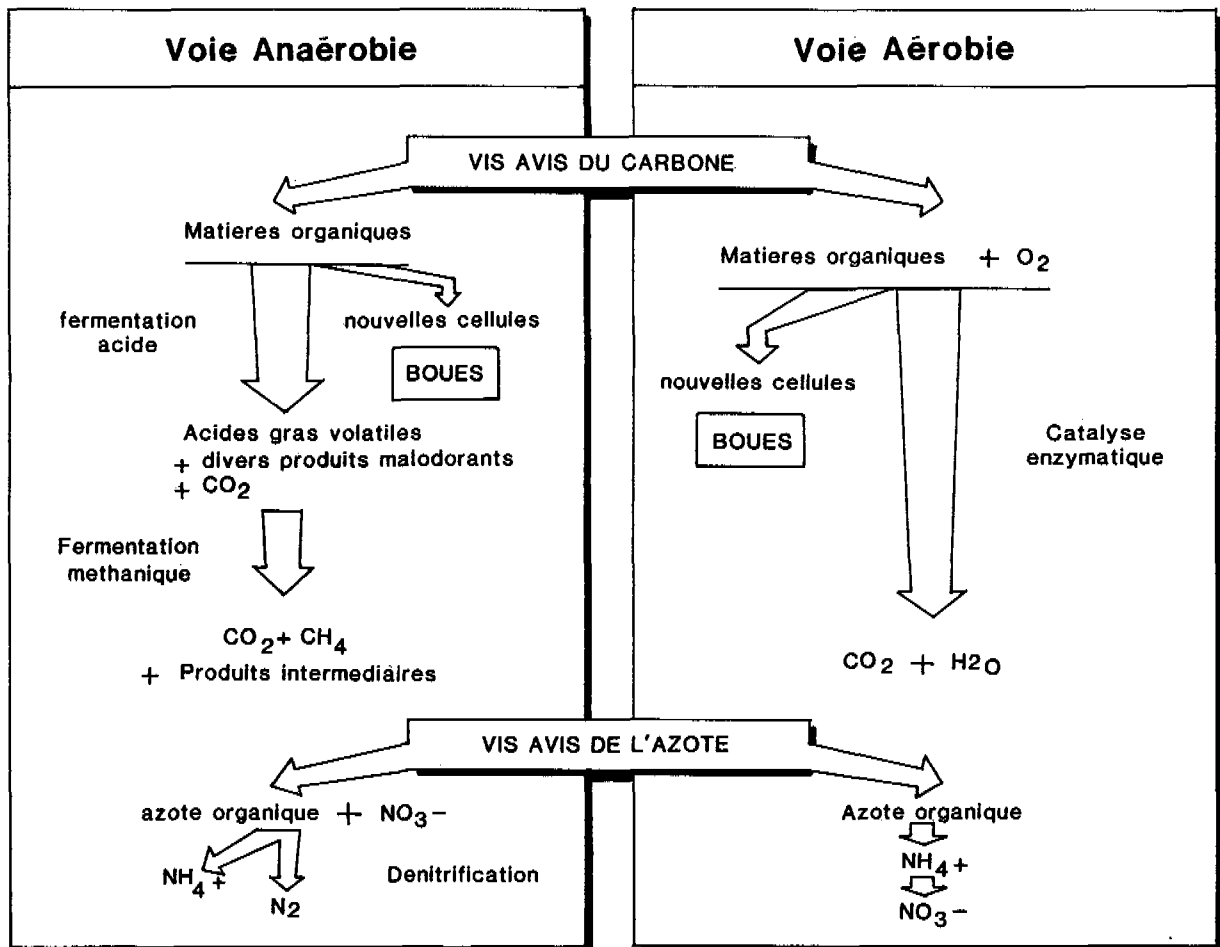 Voie Anaérobie
Voie Aérobie
VIS AVIS DU CARBONE
Matieres organiques
fermentation
acide
nouvelles cellules
BOUES
Acides gras volatiles
+ divers produits malodorants
+ CO2
Fermentation
methanique
CO2+ CH4
+ Produits intermediaires
Matieres organiques + O2
nouvelles cellules
BOUES
Catalyse
enzymatique
CO2 + H2O
VIS AVIS DE L'AZOTE
azote organique + NO3-
NH4+
N2
Denitrification
Azote organique
NH4+
NO3-